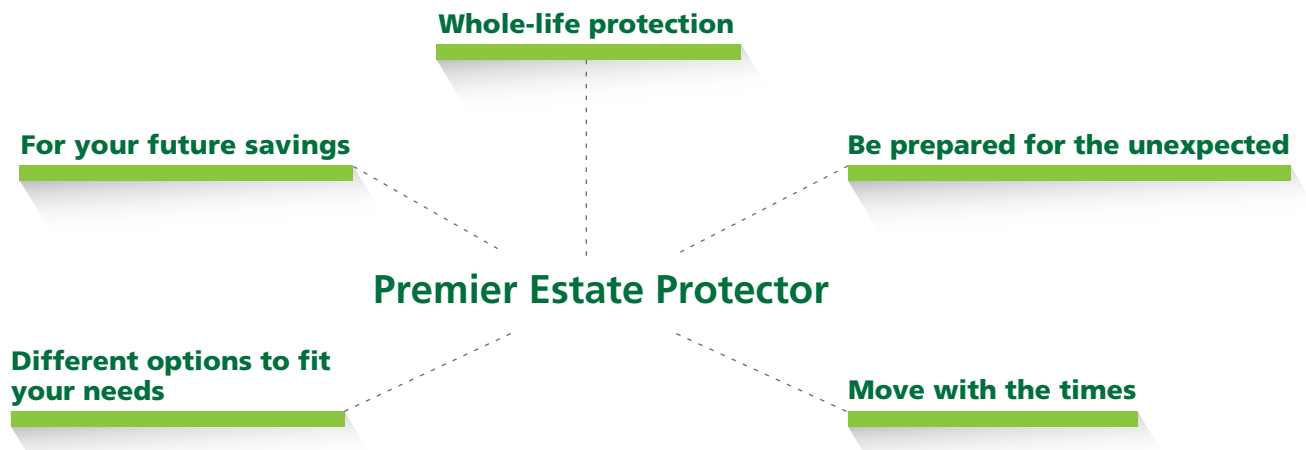 Whole-life protection
For your future savings
Be prepared for the unexpected
Premier Estate Protector
Different options to fit
your needs
Move with the times